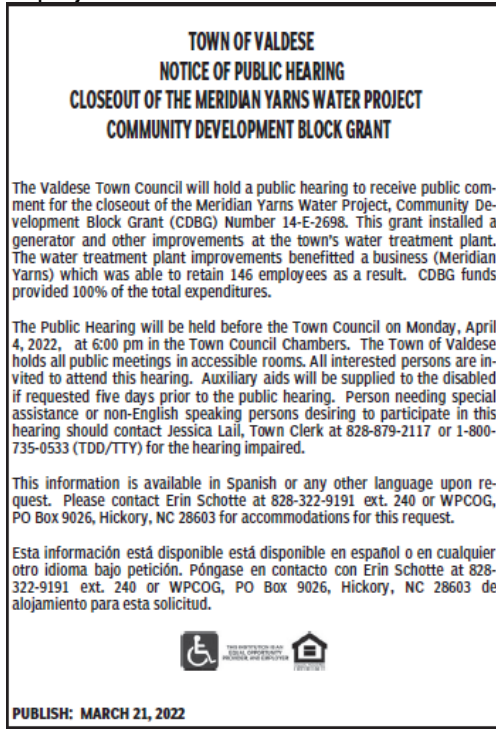 TOWN OF VALDESE
NOTICE OF PUBLIC HEARING
CLOSEOUT OF THE MERIDIAN YARNS WATER PROJECT
COMMUNITY DEVELOPMENT BLOCK GRANT
The Valdese Town Council will hold a public hearing to receive public com-
ment for the closeout of the Meridian Yarns Water Project, Community De-
velopment Block Grant (CDBG) Number 14-E-2698. This grant installed a
generator and other improvements at the town's water treatment plant.
The water treatment plant improvements benefitted a business (Meridian
Yarns) which was able to retain 146 employees as a result. CDBG funds
provided 100% of the total expenditures.
The Public Hearing will be held before the Town Council on Monday, April
4, 2022, at 6:00 pm in the Town Council Chambers. The Town of Valdese
holds all public meetings in accessible rooms. All interested persons are in-
vited to attend this hearing. Auxiliary aids will be supplied to the disabled
if requested five days prior to the public hearing. Person needing special
assistance or non-English speaking persons desiring to participate in this
hearing should contact Jessica Lail, Town Clerk at 828-879-2117 or 1-800-
735-0533 (TDD/TTY) for the hearing impaired.
This information is available in Spanish or any other language upon re-
quest. Please contact Erin Schotte at 828-322-9191 ext. 240 or WPCOG,
PO Box 9026, Hickory, NC 28603 for accommodations for this request.
Esta información está disponible está disponible en español o en cualquier
otro idioma bajo petición. Póngase en contacto con Erin Schotte at 828-
322-9191 ext. 240 or WPCOG, PO Box 9026, Hickory, NC 28603 de
alojamiento para esta solicitud.
THIS INSTITUTION IS AN
EQUAL OPPORTUNITY
PROVIDER, AND EMPLOYER
PUBLISH: MARCH 21, 2022